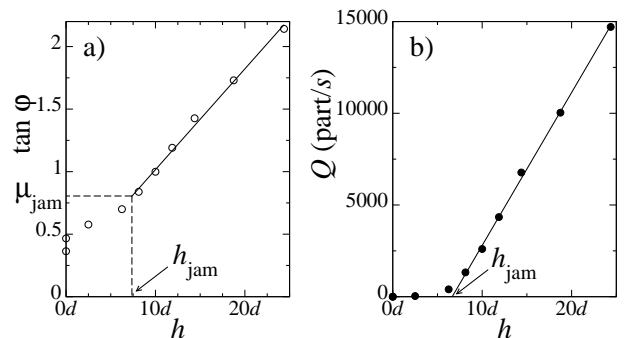 a)
tan φ
2
1.5
1
μjam
0.5
0
0d
10d
20d
h
hjam
b)
Q (part/s)
15000
10000
5000
0
0d
10d
20d
h
hjam